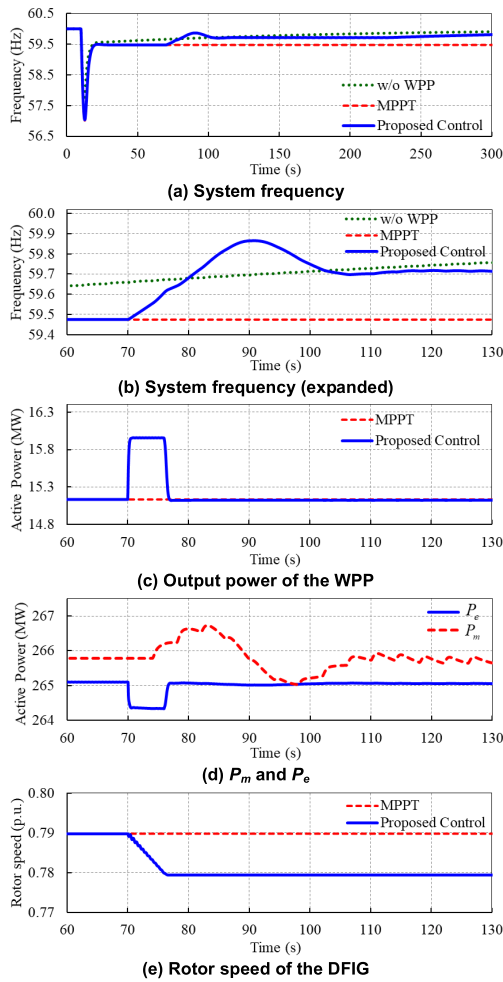 60.5
59.5
58.5
57.5
56.5
Frequency (Hz)
w/o WPP
MPPT
Proposed Control
0 50 100 150 200 250 300
Time (s)
(a) System frequency
60.0
59.9
59.8
59.7
59.6
59.5
59.4
Frequency (Hz)
w/o WPP
MPPT
Proposed Control
60 70 80 90 100 110 120 130
Time (s)
(b) System frequency (expanded)
16.3
15.8
15.3
14.8
Active Power (MW)
MPPT
Proposed Control
60 70 80 90 100 110 120 130
Time (s)
(c) Output power of the WPP
267
266
265
264
Active Power (MW)
Pe
Pm
60 70 80 90 100 110 120 130
Time (s)
(d) Pm and Pe
0.80
0.79
0.78
0.77
Rotor speed (p.u.)
MPPT
Proposed Control
60 70 80 90 100 110 120 130
Time (s)
(e) Rotor speed of the DFIG